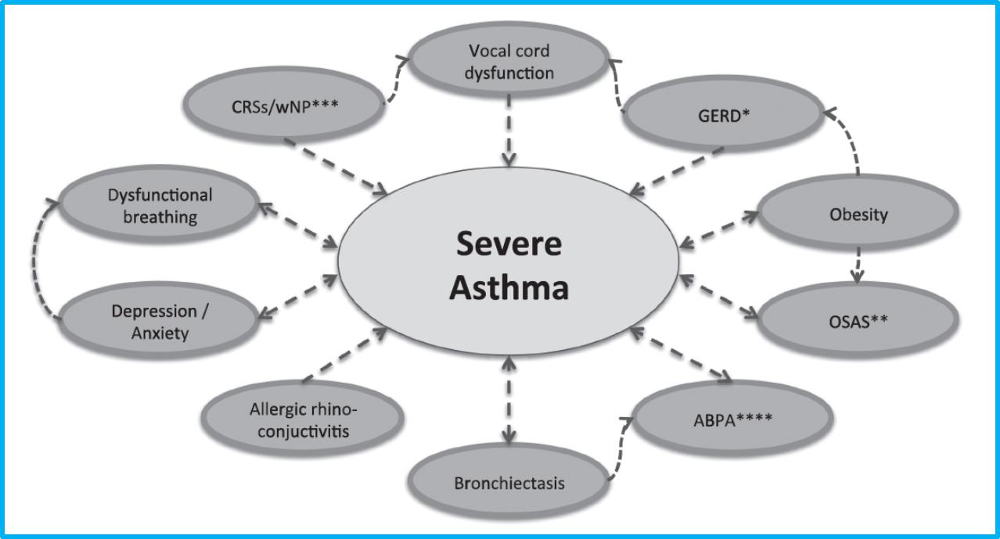 Vocal cord
dysfunction
CRSs/wNP***
GERD*
Dysfunctional
breathing
Obesity
Severe
Asthma
Depression /
Anxiety
OSAS**
Allergic rhino-
conjuctivitis
ABPA****
Bronchiectasis